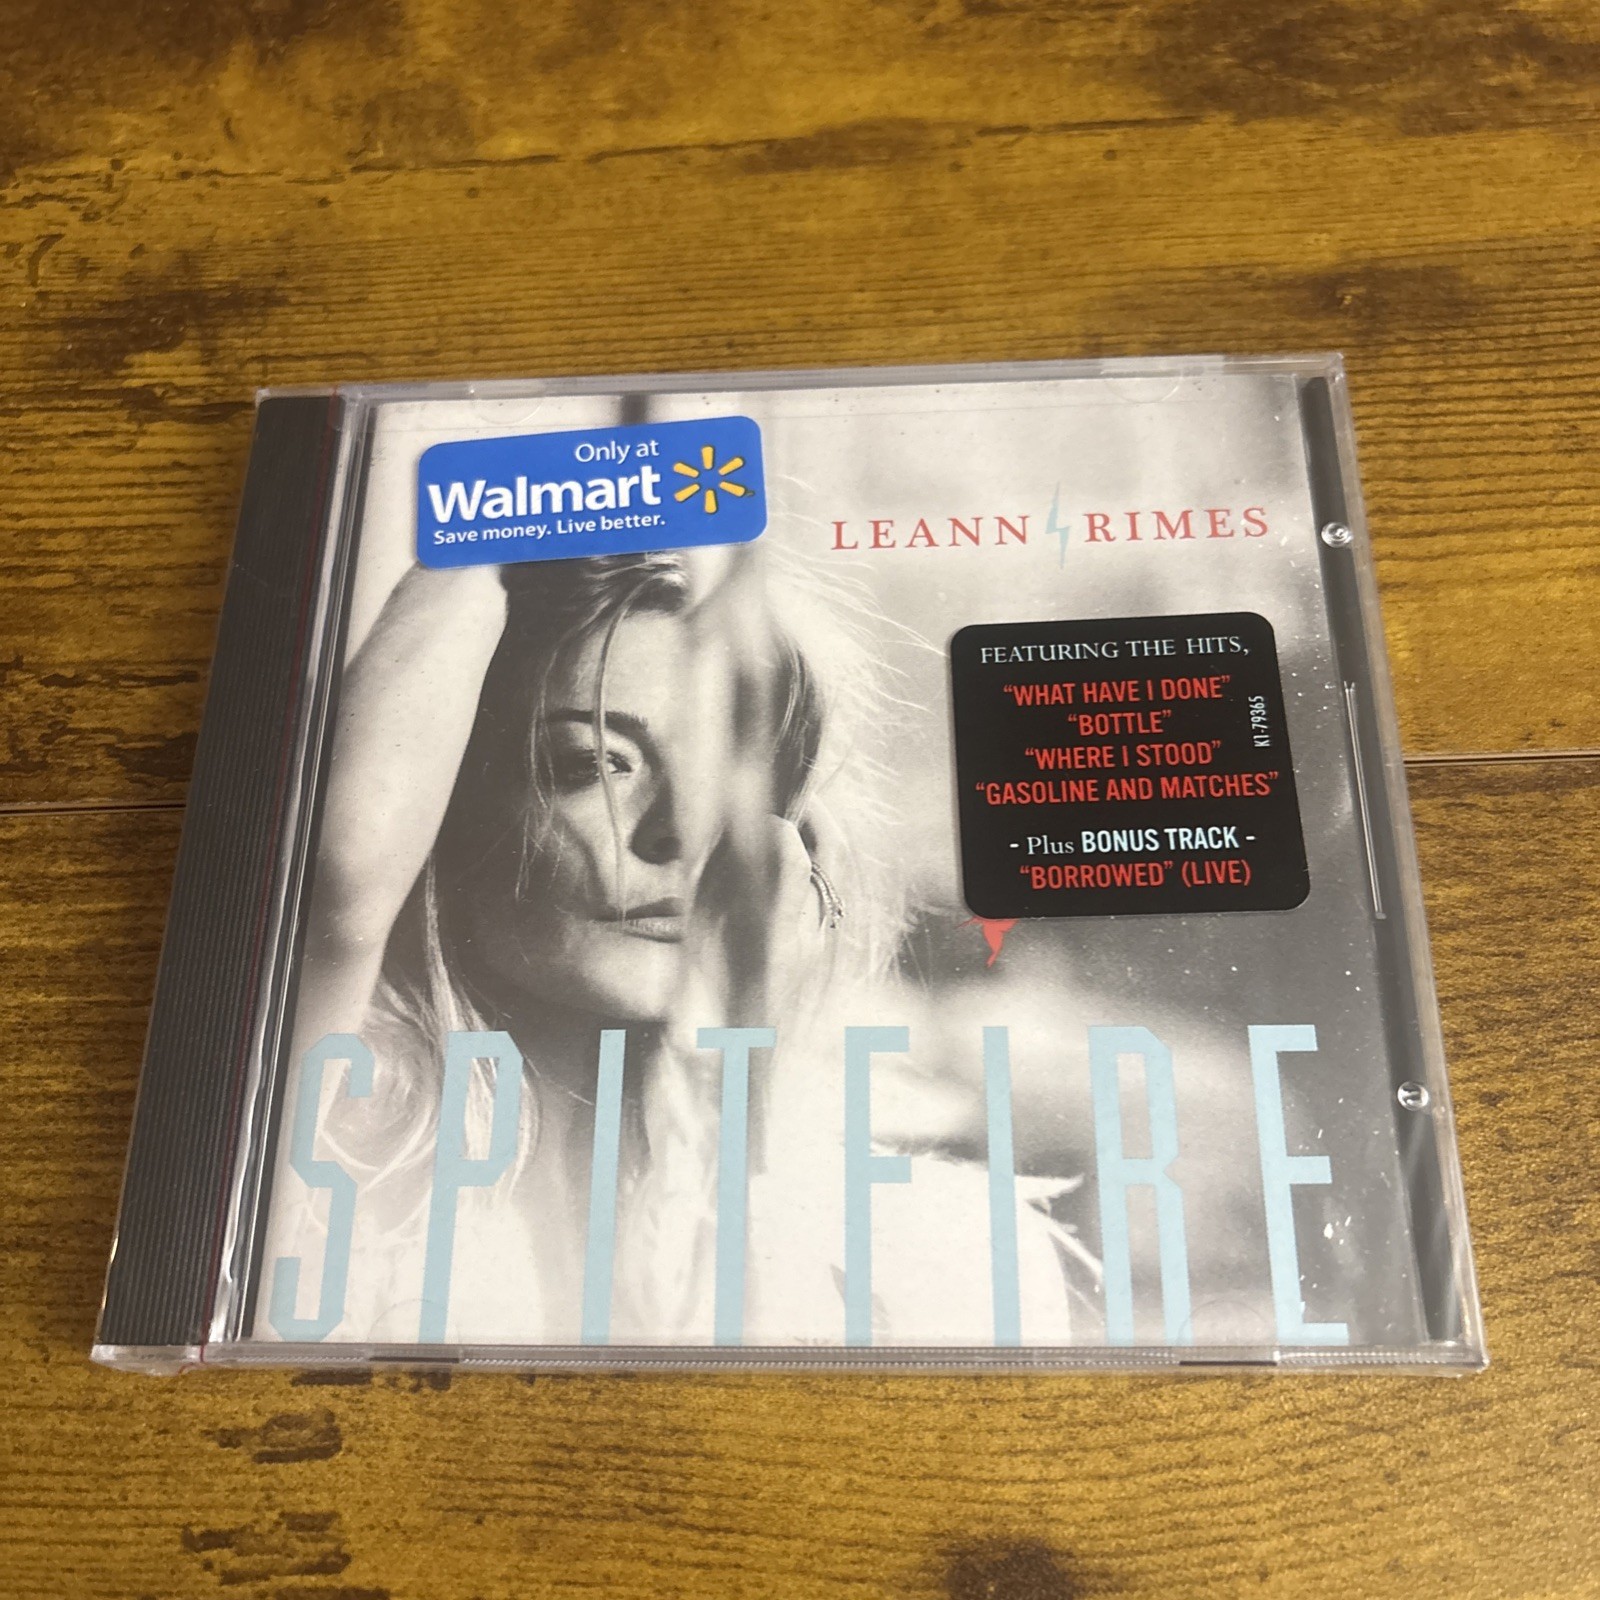 Only at
Walmart
Save money. Live better.
LEANN RIMES
FEATURING THE HITS,
“WHAT HAVE I DONE”
“BOTTLE”
“WHERE I STOOD”
“GASOLINE AND MATCHES”
- Plus BONUS TRACK -
“BORROWED” (LIVE)
K1-79365
SPITFIRE